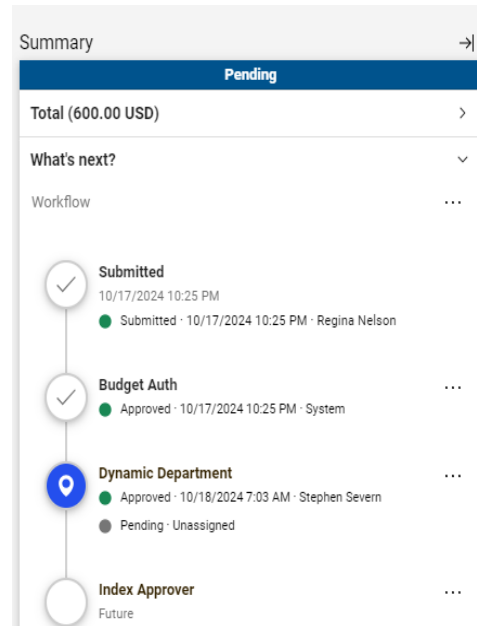 Summary
Pending
Total (600.00 USD)
What's next?
Workflow
Submitted
10/17/2024 10:25 PM
Submitted · 10/17/2024 10:25 PM · Regina Nelson
Budget Auth
Approved · 10/17/2024 10:25 PM · System
Dynamic Department
Approved · 10/18/2024 7:03 AM · Stephen Severn
Pending · Unassigned
Index Approver
Future